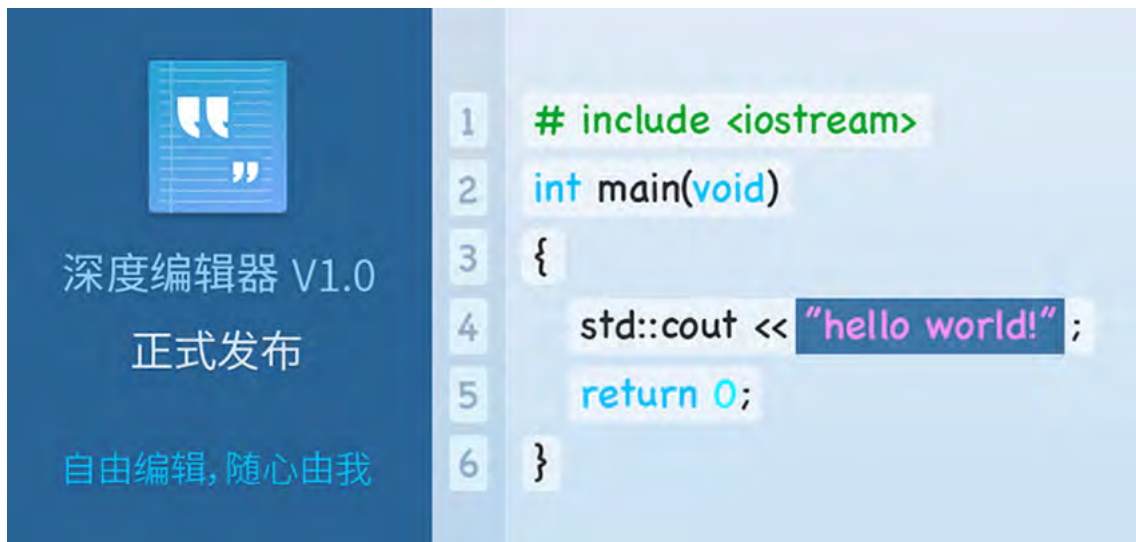 深度编辑器 V1.0
正式发布
自由编辑,随心由我
1 # include <iostream>
2 int main(void)
3 {
4 std::cout << "hello world!" ;
5 return 0;
6 }